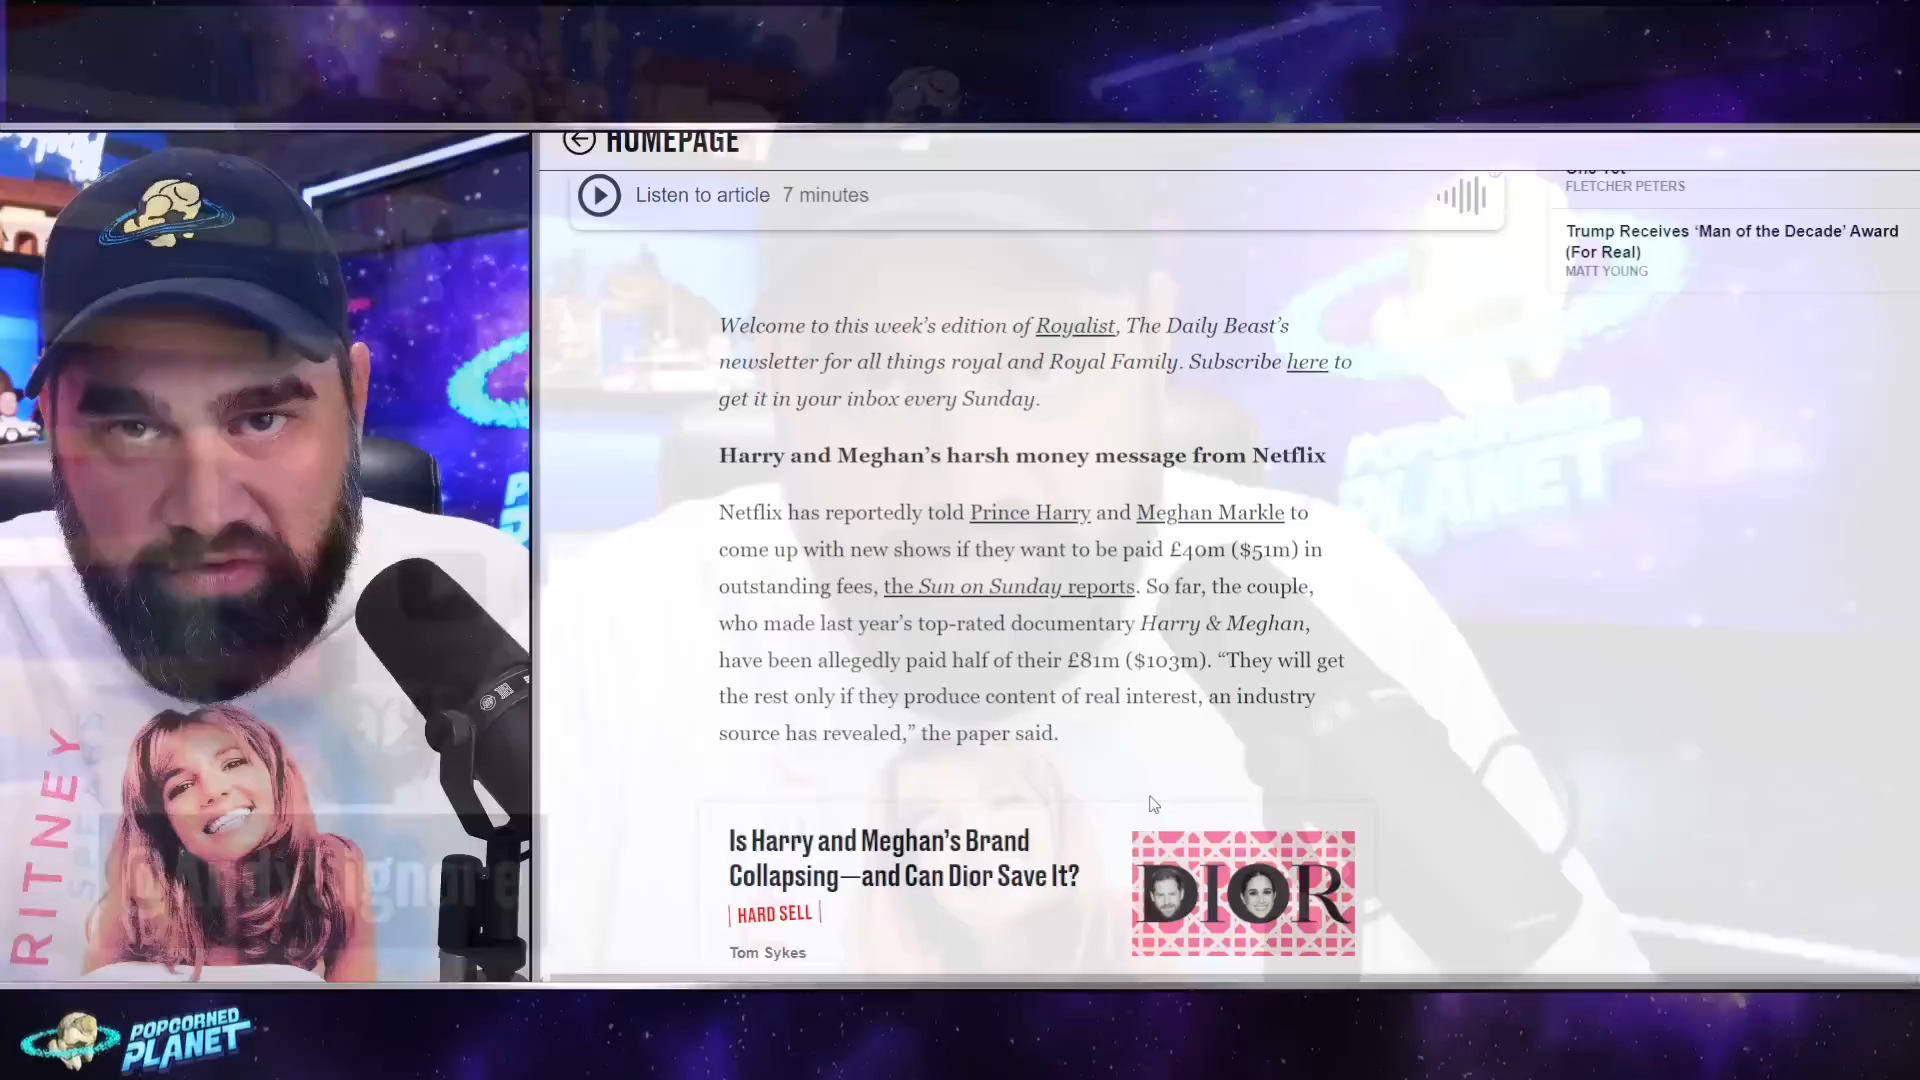 HOMEPAGE
Listen to article 7 minutes
FLETCHER PETERS
Trump Receives ‘Man of the Decade’ Award
(For Real)
MATT YOUNG
Welcome to this week’s edition of Royalist, The Daily Beast’s
newsletter for all things royal and Royal Family. Subscribe here to
get it in your inbox every Sunday.
Harry and Meghan’s harsh money message from Netflix
Netflix has reportedly told Prince Harry and Meghan Markle to
come up with new shows if they want to be paid £40m ($51m) in
outstanding fees, the Sun on Sunday reports. So far, the couple,
who made last year’s top-rated documentary Harry & Meghan,
have been allegedly paid half of their £81m ($103m). “They will get
the rest only if they produce content of real interest, an industry
source has revealed,” the paper said.
Is Harry and Meghan’s Brand
Collapsing—and Can Dior Save It?
HARD SELL
Tom Sykes
DIOR
RITNEY
SPEARS
@AndySignore
POPCORNED
PLANET
POPCORNED
PLANET